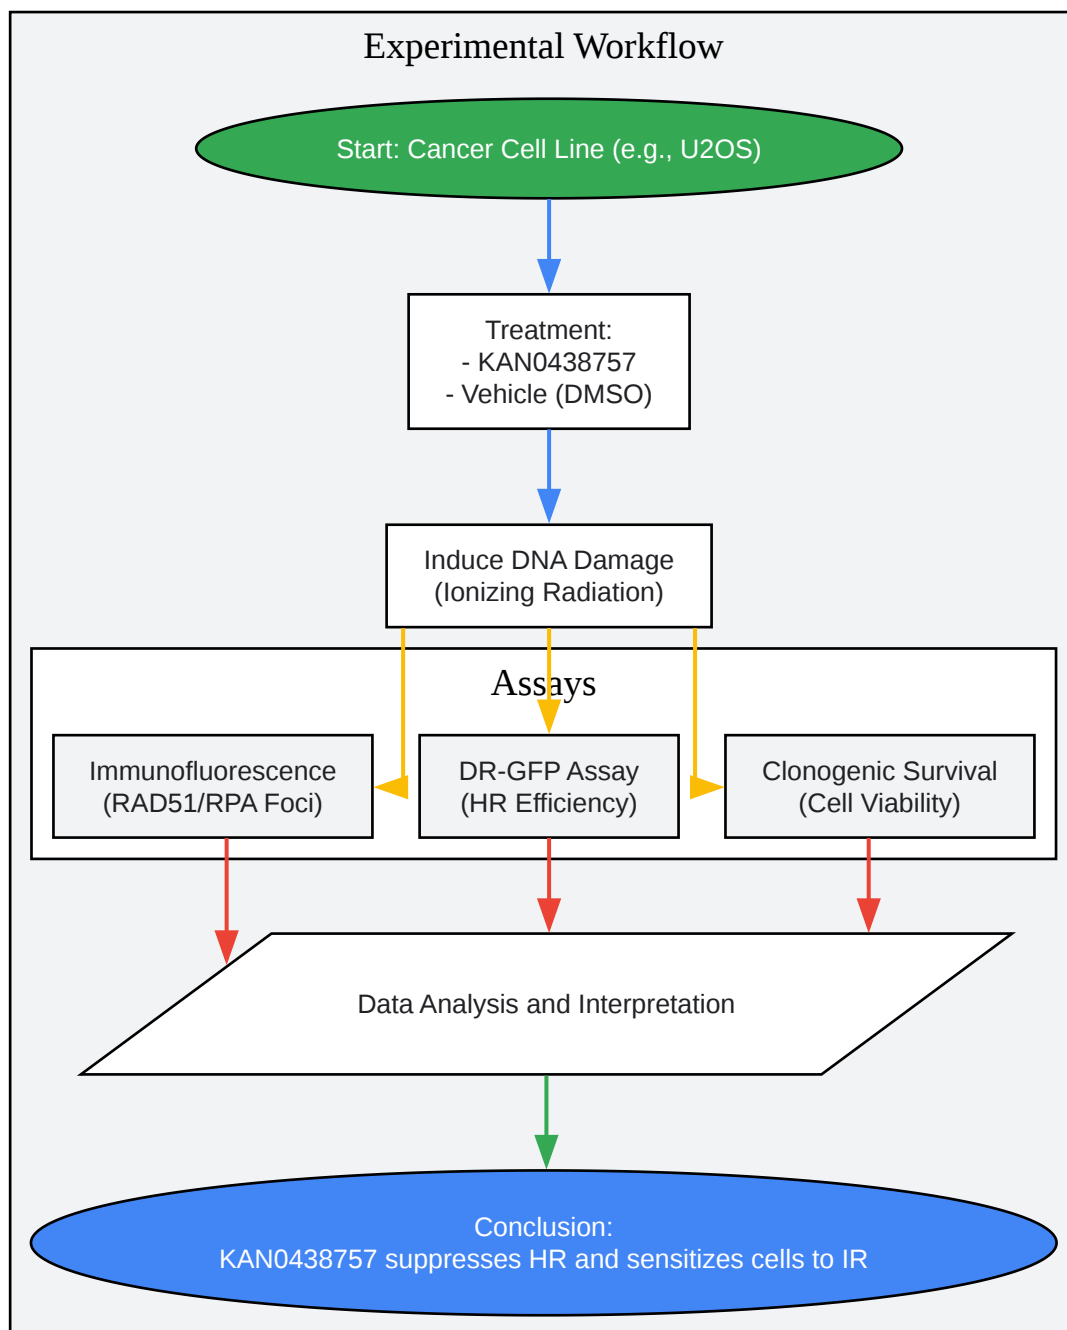 Experimental Workflow
Start: Cancer Cell Line (e.g., U2OS)
Treatment:
- KAN0438757
- Vehicle (DMSO)
Induce DNA Damage
(Ionizing Radiation)
Assays
Immunofluorescence
(RAD51/RPA Foci)
DR-GFP Assay
(HR Efficiency)
Clonogenic Survival
(Cell Viability)
Data Analysis and Interpretation
Conclusion:
KAN0438757 suppresses HR and sensitizes cells to IR